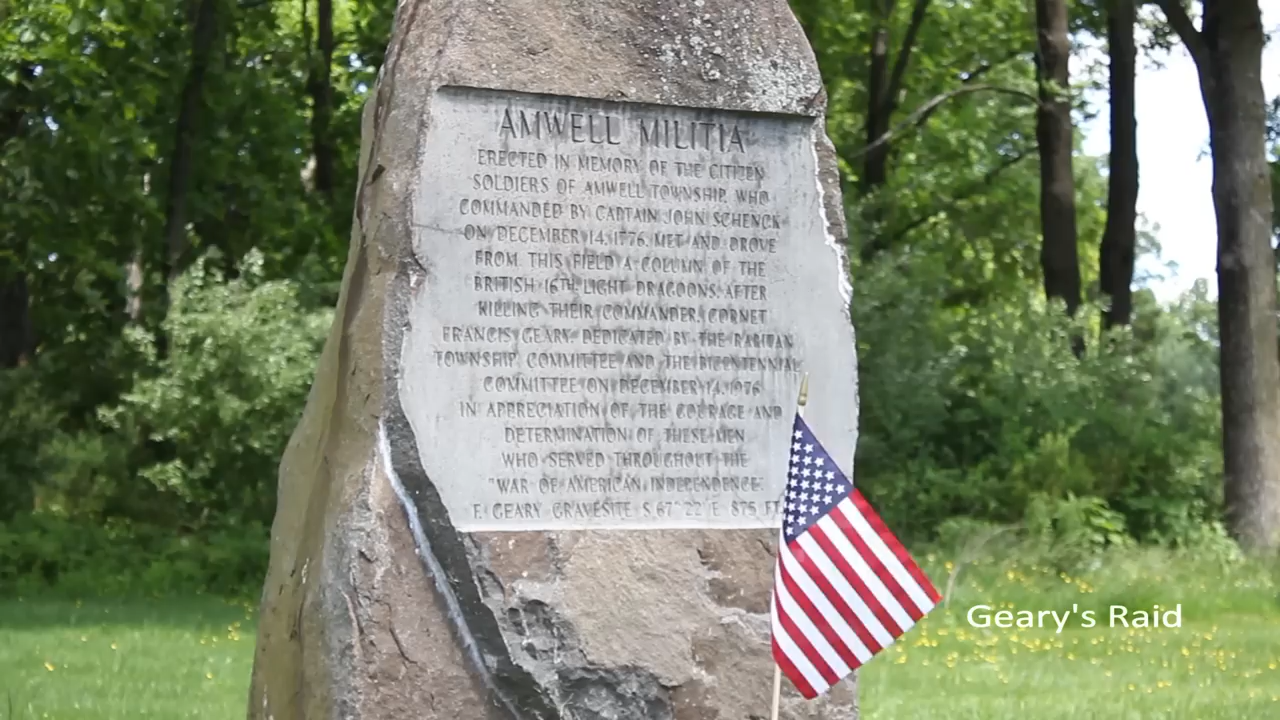 AMWELL MILITIA
ERECTED IN MEMORY OF THE CITIZEN
SOLDIERS OF AMWELL TOWNSHIP, WHO
COMMANDED BY CAPTAIN JOHN SCHENCK
ON DECEMBER 14, 1776, MET AND DROVE
FROM THIS FIELD A COLUMN OF THE
BRITISH 16TH. LIGHT DRAGOONS, AFTER
KILLING THEIR COMMANDER, CORNET
FRANCIS GEARY. DEDICATED BY THE RARITAN
TOWNSHIP COMMITTEE AND THE BICENTENNIAL
COMMITTEE ON DECEMBER 14, 1976
IN APPRECIATION OF THE COURAGE AND
DETERMINATION OF THESE MEN
WHO SERVED THROUGHOUT THE
"WAR OF AMERICAN INDEPENDENCE"
F. GEARY GRAVESITE S 67° 22' E 875 FT.
Geary's Raid